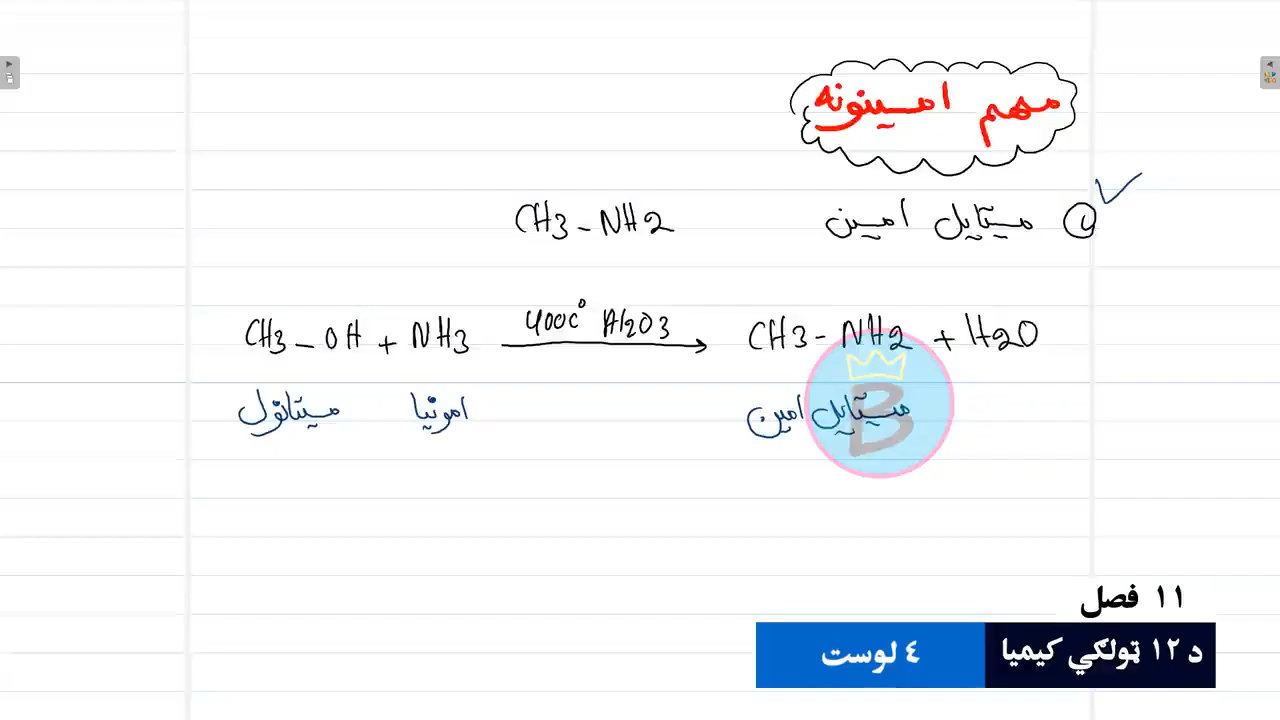 مهم امینونه
① میتایل امین CH3-NH2
CH3-OH + NH3 400C° Al2O3 → CH3-NH2 + H2O
میتانول امونیا میتایل امین
B
۱۱ فصل
د ۱۲ ټولګي کیمیا
٤ لوست